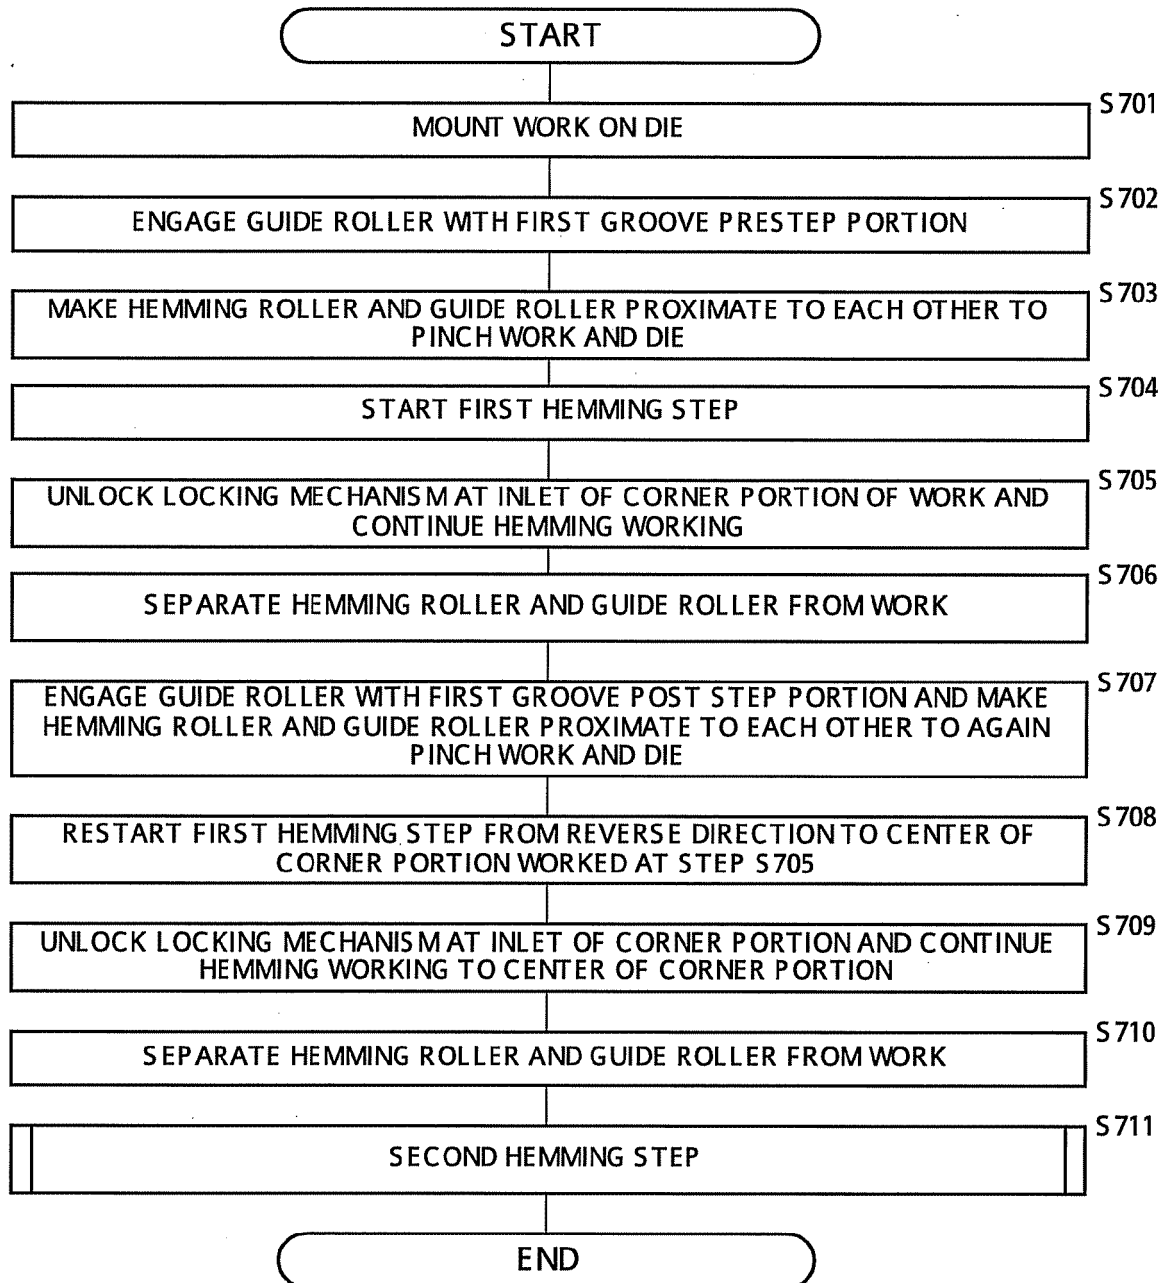 START
S701
MOUNT WORK ON DIE
S702
ENGAGE GUIDE ROLLER WITH FIRST GROOVE PRESTEP PORTION
S703
MAKE HEMMING ROLLER AND GUIDE ROLLER PROXIMATE TO EACH OTHER TO
PINCH WORK AND DIE
S704
START FIRST HEMMING STEP
S705
UNLOCK LOCKING MECHANISM AT INLET OF CORNER PORTION OF WORK AND
CONTINUE HEMMING WORKING
S706
SEPARATE HEMMING ROLLER AND GUIDE ROLLER FROM WORK
S707
ENGAGE GUIDE ROLLER WITH FIRST GROOVE POST STEP PORTION AND MAKE
HEMMING ROLLER AND GUIDE ROLLER PROXIMATE TO EACH OTHER TO AGAIN
PINCH WORK AND DIE
S708
RESTART FIRST HEMMING STEP FROM REVERSE DIRECTION TO CENTER OF
CORNER PORTION WORKED AT STEP S705
S709
UNLOCK LOCKING MECHANISM AT INLET OF CORNER PORTION AND CONTINUE
HEMMING WORKING TO CENTER OF CORNER PORTION
S710
SEPARATE HEMMING ROLLER AND GUIDE ROLLER FROM WORK
S711
SECOND HEMMING STEP
END